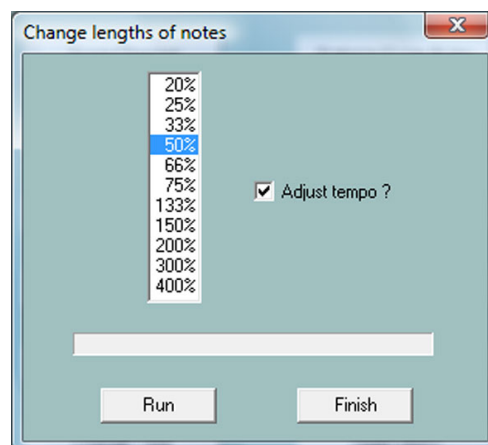 Change lengths of notes
20%
25%
33%
50%
66%
75%
133%
150%
200%
300%
400%
Adjust tempo ?
Run
Finish